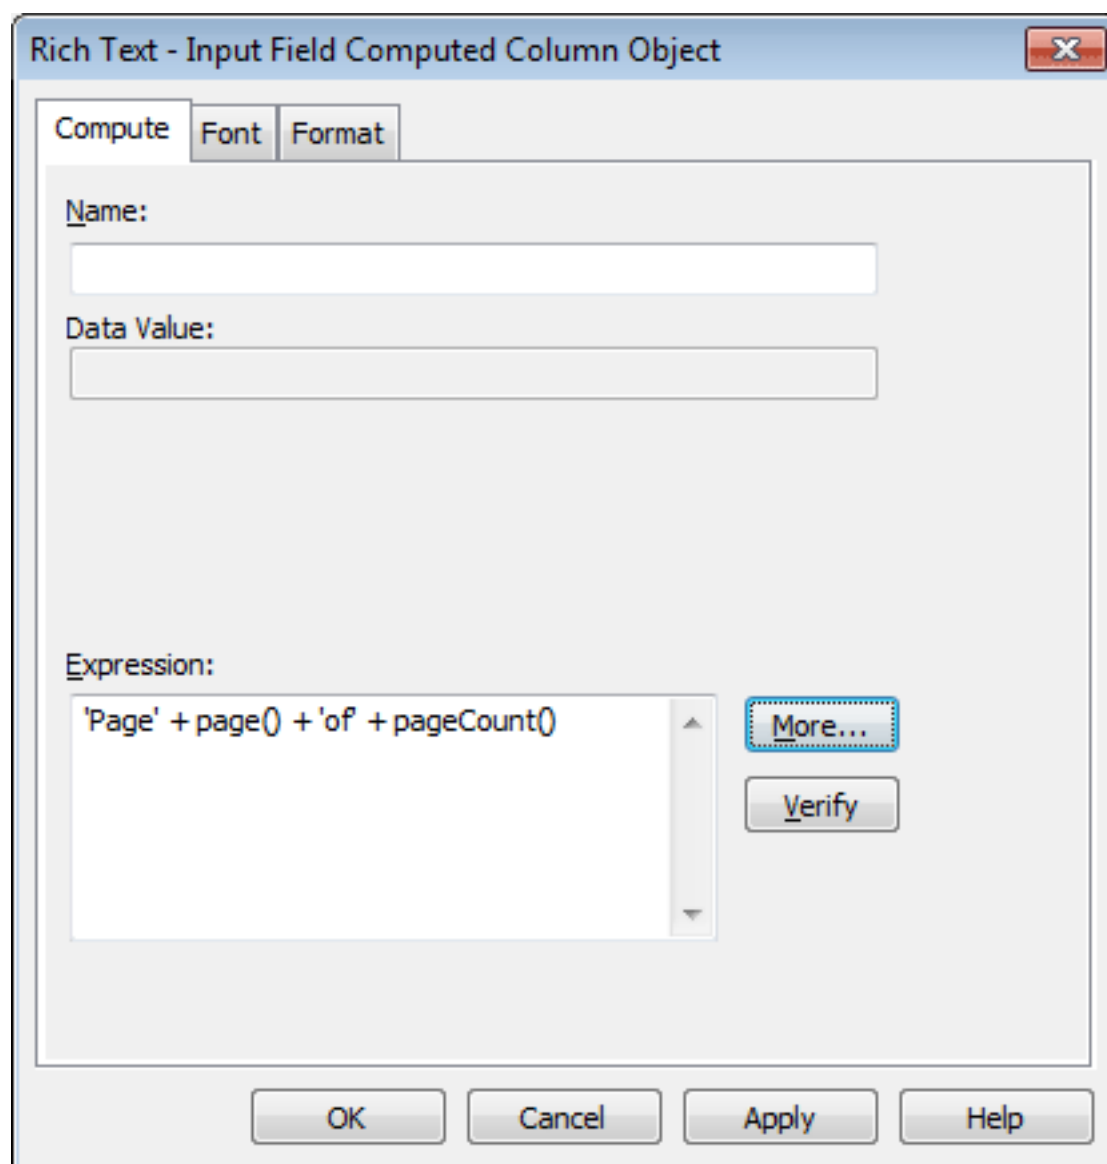 Rich Text - Input Field Computed Column Object
Compute Font Format
Name:
Data Value:
Expression:
'Page' + page() + 'of' + pageCount()
More...
Verify
OK Cancel Apply Help